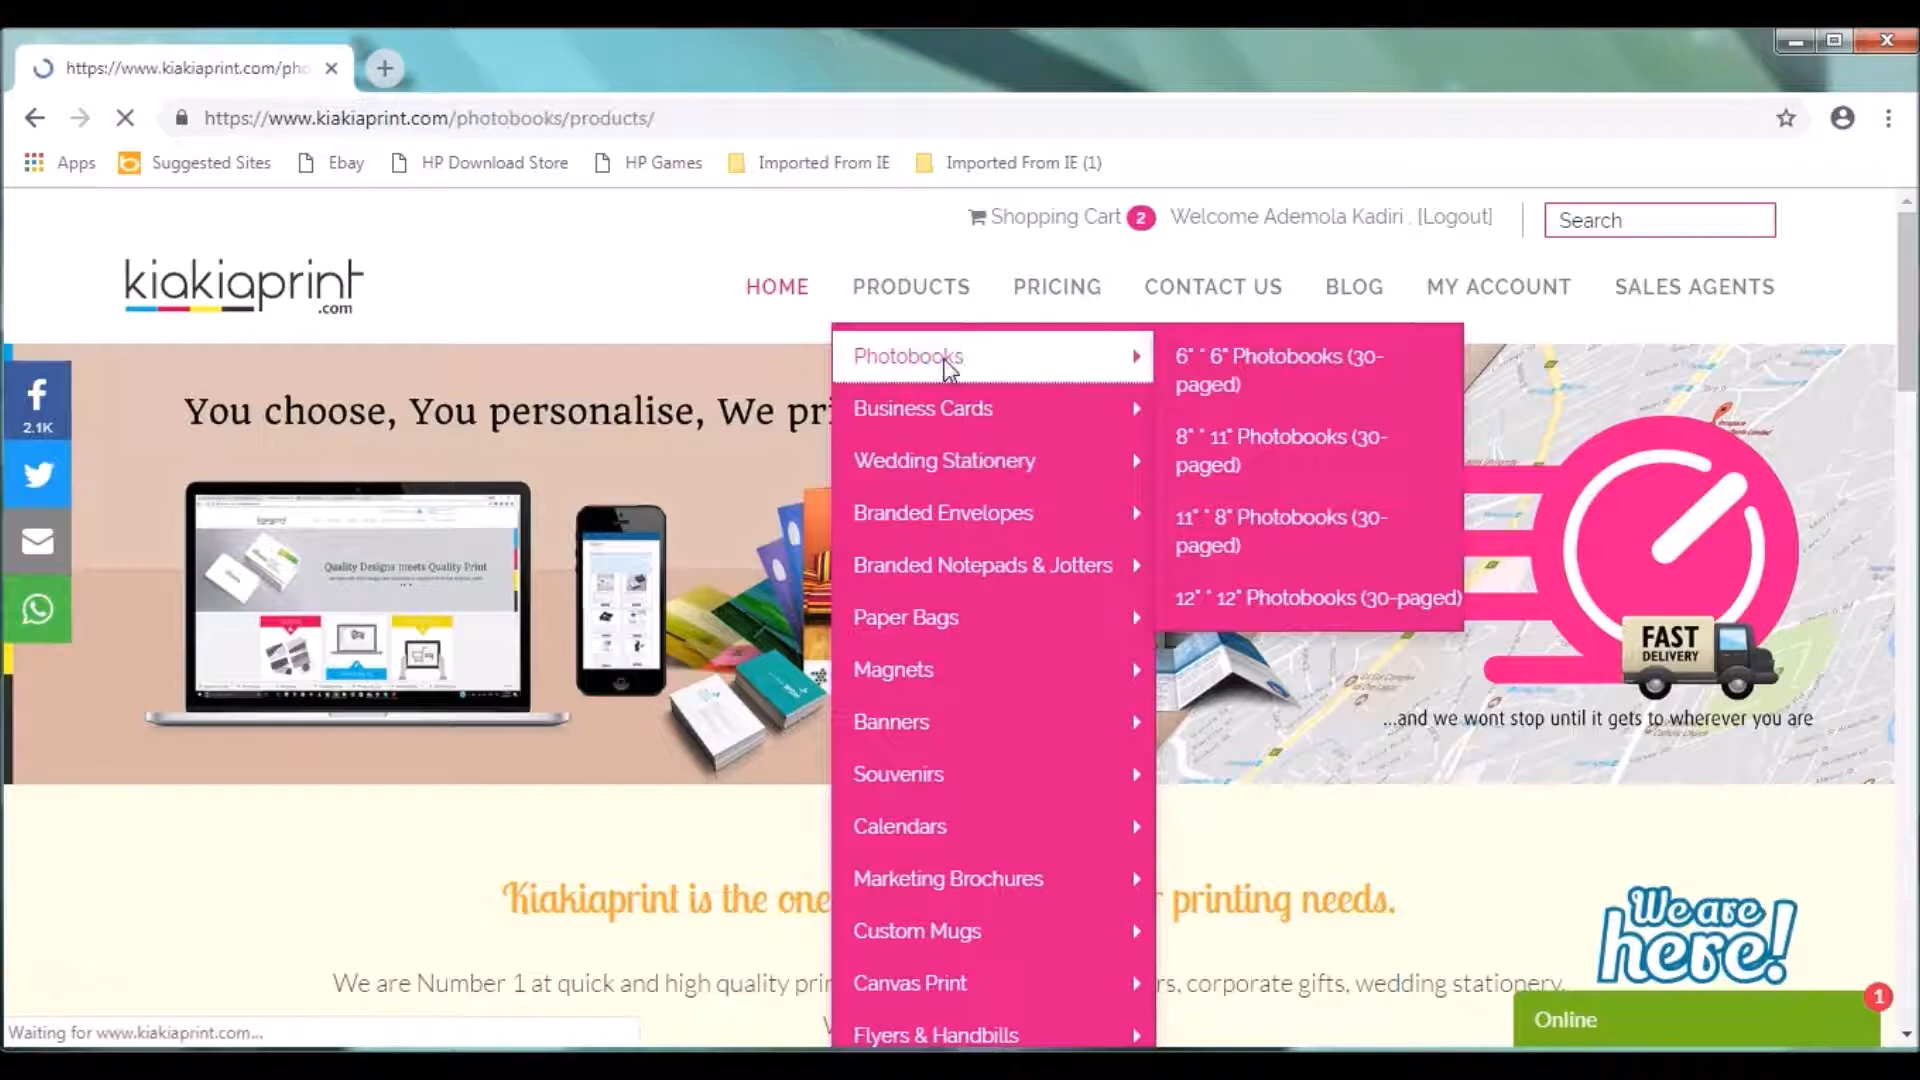 https://www.kiakiaprint.com/pho
https://www.kiakiaprint.com/photobooks/products/
Apps Suggested Sites Ebay HP Download Store HP Games Imported From IE Imported From IE (1)
Shopping Cart 2 Welcome Ademola Kadiri . [Logout] Search
kiakiaprint
.com
HOME PRODUCTS PRICING CONTACT US BLOG MY ACCOUNT SALES AGENTS
You choose, You personalise, We pri
2.1K
Photobooks
Business Cards
Wedding Stationery
Branded Envelopes
Branded Notepads & Jotters
Paper Bags
Magnets
Banners
Souvenirs
Calendars
Marketing Brochures
Custom Mugs
Canvas Print
Flyers & Handbills
6" * 6" Photobooks (30-
paged)
8" * 11" Photobooks (30-
paged)
11" * 8" Photobooks (30-
paged)
12" * 12" Photobooks (30-paged)
Quality Designs meets Quality Print
FAST
DELIVERY
...and we wont stop until it gets to wherever you are
Kiakiaprint is the one
printing needs.
We are Number 1 at quick and high quality prin
rs, corporate gifts, wedding stationery,
We are
here!
Online
1
Waiting for www.kiakiaprint.com...